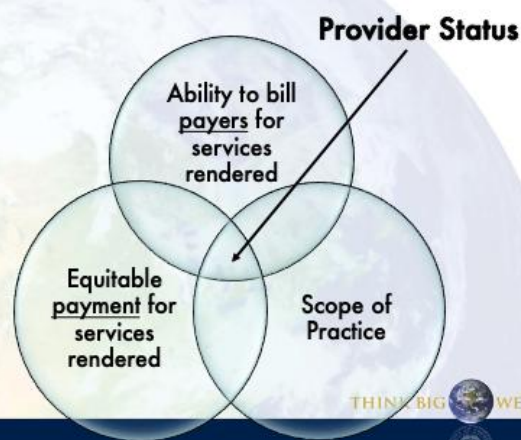 Provider Status
Ability to bill
payers for
services
rendered
Equitable
payment for
services
rendered
Scope of
Practice
THINK BIG WE